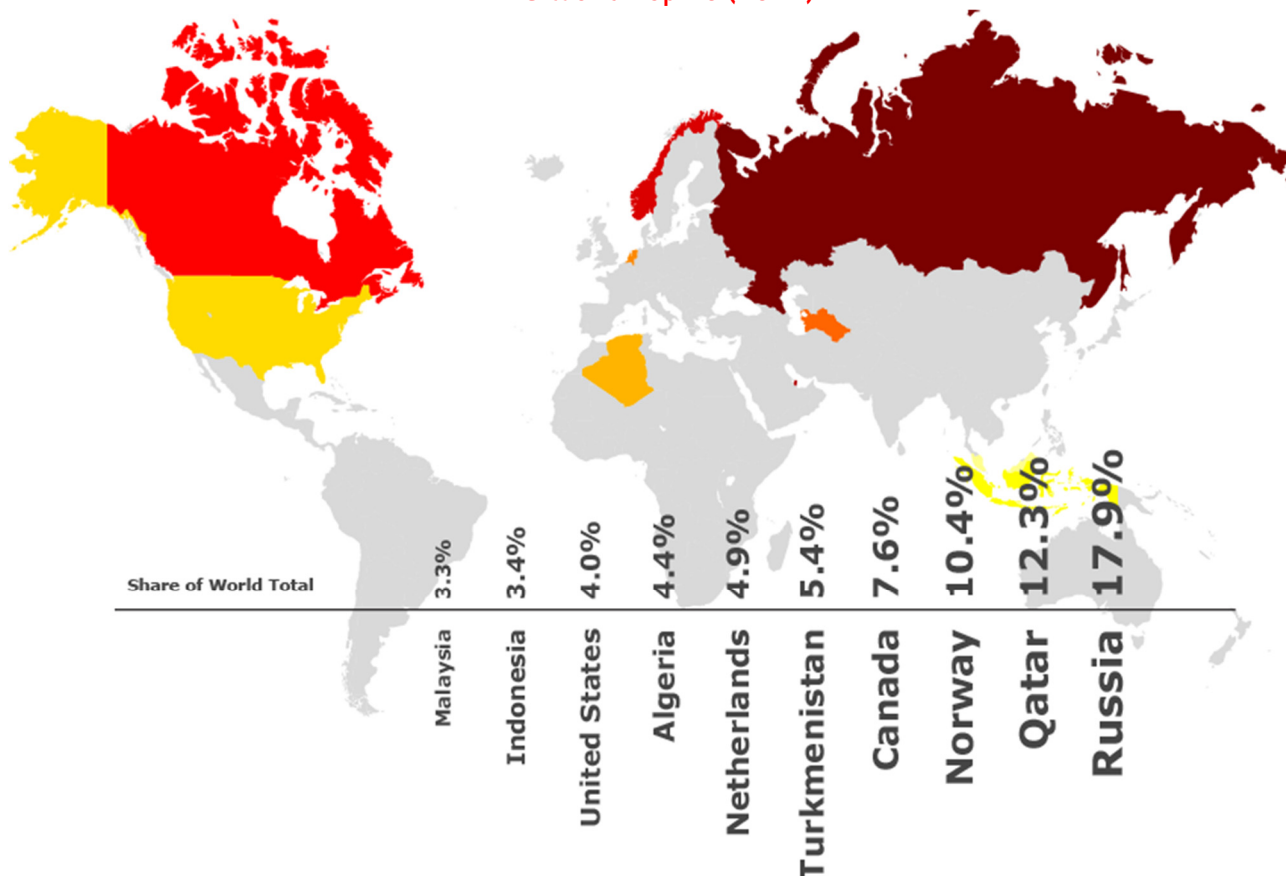 Share of World Total
3.3%
3.4%
4.0%
4.4%
4.9%
5.4%
7.6%
10.4%
12.3%
17.9%
Malaysia
Indonesia
United States
Algeria
Netherlands
Turkmenistan
Canada
Norway
Qatar
Russia